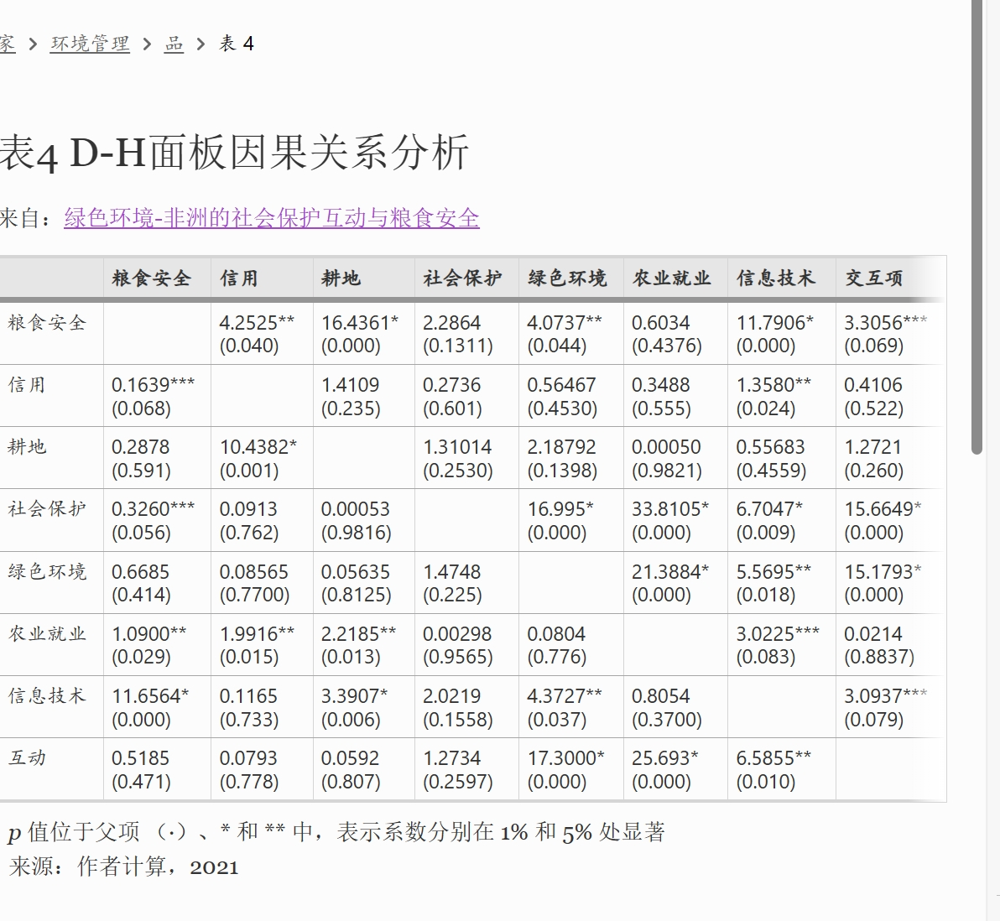 家 > 环境管理 > 品 > 表 4
表4 D-H面板因果关系分析
来自：绿色环境-非洲的社会保护互动与粮食安全
粮食安全 信用 耕地 社会保护 绿色环境 农业就业 信息技术 交互项
粮食安全 4.2525** 16.4361* 2.2864 4.0737** 0.6034 11.7906* 3.3056***
(0.040) (0.000) (0.1311) (0.044) (0.4376) (0.000) (0.069)
信用 0.1639*** 1.4109 0.2736 0.56467 0.3488 1.3580** 0.4106
(0.068) (0.235) (0.601) (0.4530) (0.555) (0.024) (0.522)
耕地 0.2878 10.4382* 1.31014 2.18792 0.00050 0.55683 1.2721
(0.591) (0.001) (0.2530) (0.1398) (0.9821) (0.4559) (0.260)
社会保护 0.3260*** 0.0913 0.00053 16.995* 33.8105* 6.7047* 15.6649*
(0.056) (0.762) (0.9816) (0.000) (0.000) (0.009) (0.000)
绿色环境 0.6685 0.08565 0.05635 1.4748 21.3884* 5.5695** 15.1793*
(0.414) (0.7700) (0.8125) (0.225) (0.000) (0.018) (0.000)
农业就业 1.0900** 1.9916** 2.2185** 0.00298 0.0804 3.0225*** 0.0214
(0.029) (0.015) (0.013) (0.9565) (0.776) (0.083) (0.8837)
信息技术 11.6564* 0.1165 3.3907* 2.0219 4.3727** 0.8054 3.0937***
(0.000) (0.733) (0.006) (0.1558) (0.037) (0.3700) (0.079)
互动 0.5185 0.0793 0.0592 1.2734 17.3000* 25.693* 6.5855**
(0.471) (0.778) (0.807) (0.2597) (0.000) (0.000) (0.010)
p 值位于父项 （·）、* 和 ** 中，表示系数分别在 1% 和 5% 处显著
来源：作者计算，2021